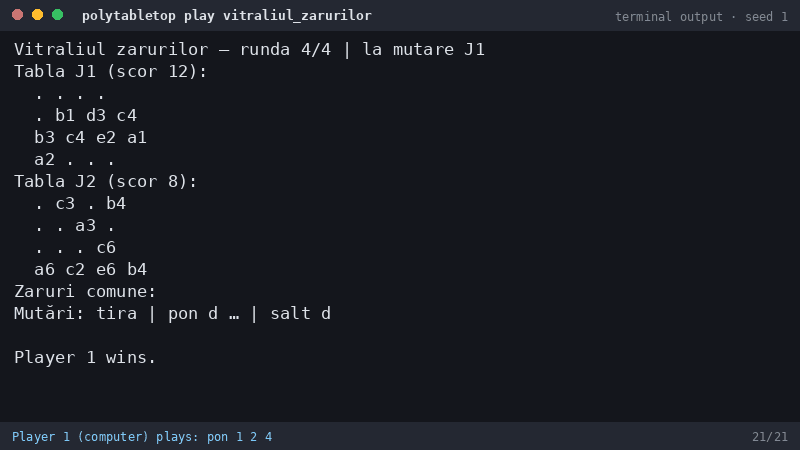 polytabletop play vitraliul_zarurilor
terminal output · seed 1
Vitraliul zarurilor — runda 4/4 | la mutare J1
Tabla J1 (scor 12):
. . . .
. b1 d3 c4
b3 c4 e2 a1
a2 . . .
Tabla J2 (scor 8):
. c3 . b4
. . a3 .
. . . c6
a6 c2 e6 b4
Zaruri comune:
Mutări: tira | pon d … | salt d
Player 1 wins.
Player 1 (computer) plays: pon 1 2 4
21/21